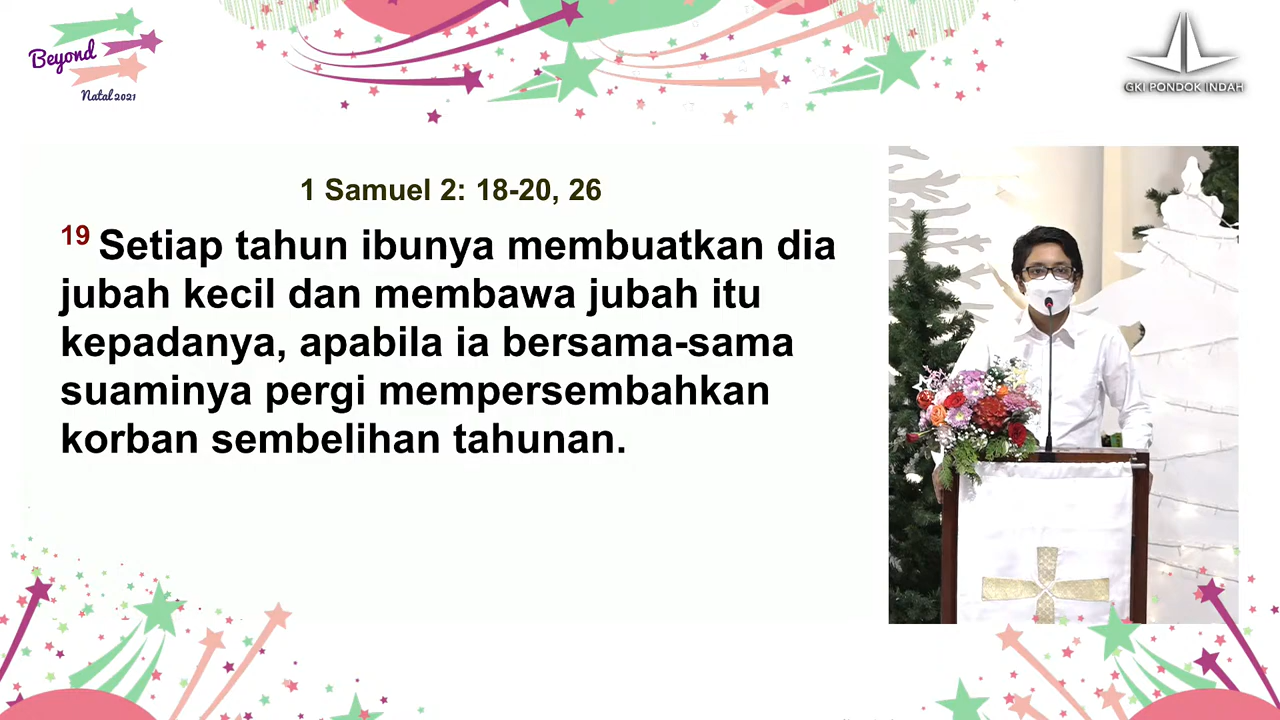 Beyond
Natal 2021
GKI PONDOK INDAH
1 Samuel 2: 18-20, 26
19 Setiap tahun ibunya membuatkan dia
jubah kecil dan membawa jubah itu
kepadanya, apabila ia bersama-sama
suaminya pergi mempersembahkan
korban sembelihan tahunan.